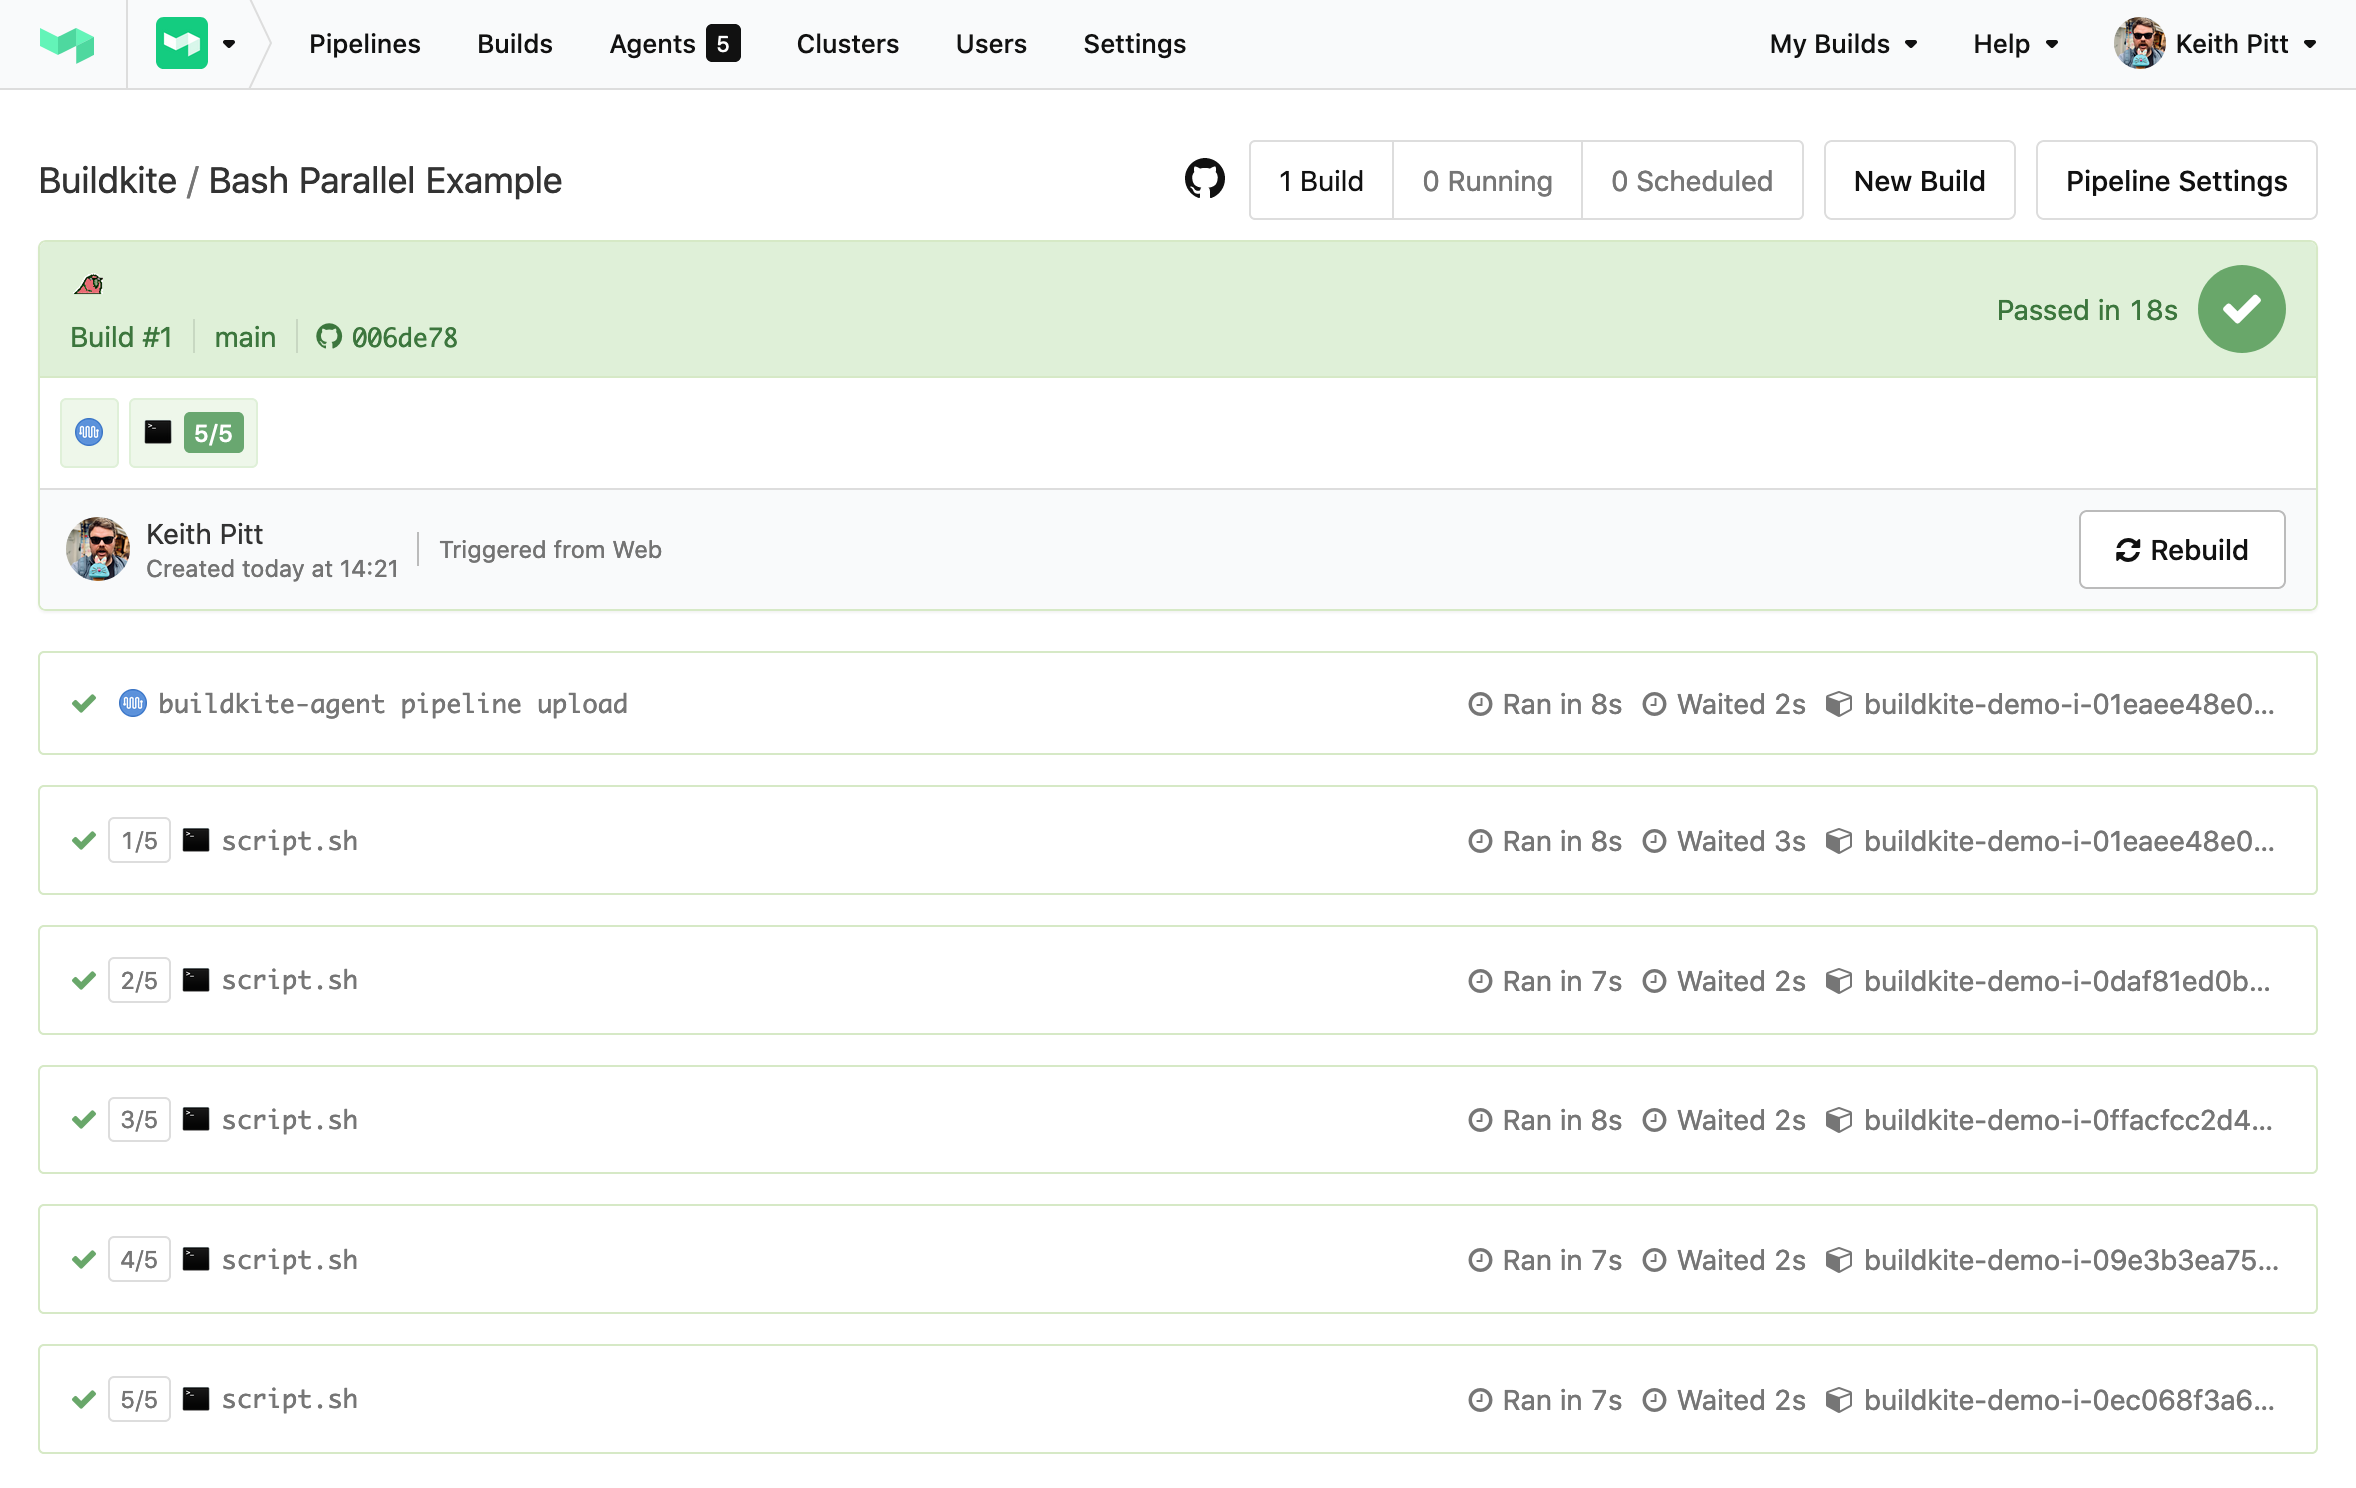 Pipelines Builds Agents 5 Clusters Users Settings My Builds Help Keith Pitt
Buildkite / Bash Parallel Example 1 Build 0 Running 0 Scheduled New Build Pipeline Settings
Build #1 main 006de78 Passed in 18s
5/5
Keith Pitt
Created today at 14:21 Triggered from Web Rebuild
buildkite-agent pipeline upload Ran in 8s Waited 2s buildkite-demo-i-01eaee48e0...
1/5 script.sh Ran in 8s Waited 3s buildkite-demo-i-01eaee48e0...
2/5 script.sh Ran in 7s Waited 2s buildkite-demo-i-0daf81ed0b...
3/5 script.sh Ran in 8s Waited 2s buildkite-demo-i-0ffacfcc2d4...
4/5 script.sh Ran in 7s Waited 2s buildkite-demo-i-09e3b3ea75...
5/5 script.sh Ran in 7s Waited 2s buildkite-demo-i-0ec068f3a6...